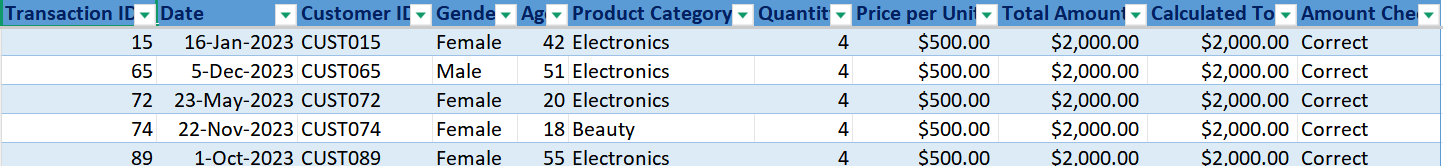 Transaction ID Date Customer ID Gende Ag Product Category Quantit Price per Unit Total Amount Calculated To Amount Che
15 16-Jan-2023 CUST015 Female 42 Electronics 4 $500.00 $2,000.00 $2,000.00 Correct
65 5-Dec-2023 CUST065 Male 51 Electronics 4 $500.00 $2,000.00 $2,000.00 Correct
72 23-May-2023 CUST072 Female 20 Electronics 4 $500.00 $2,000.00 $2,000.00 Correct
74 22-Nov-2023 CUST074 Female 18 Beauty 4 $500.00 $2,000.00 $2,000.00 Correct
89 1-Oct-2023 CUST089 Female 55 Electronics 4 $500.00 $2,000.00 $2,000.00 Correct